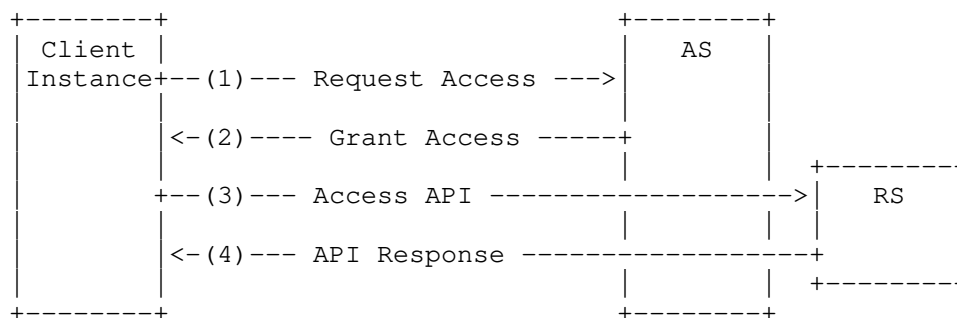 Client AS
Instance
(1) Request Access
(2) Grant Access
(3) Access API RS
(4) API Response